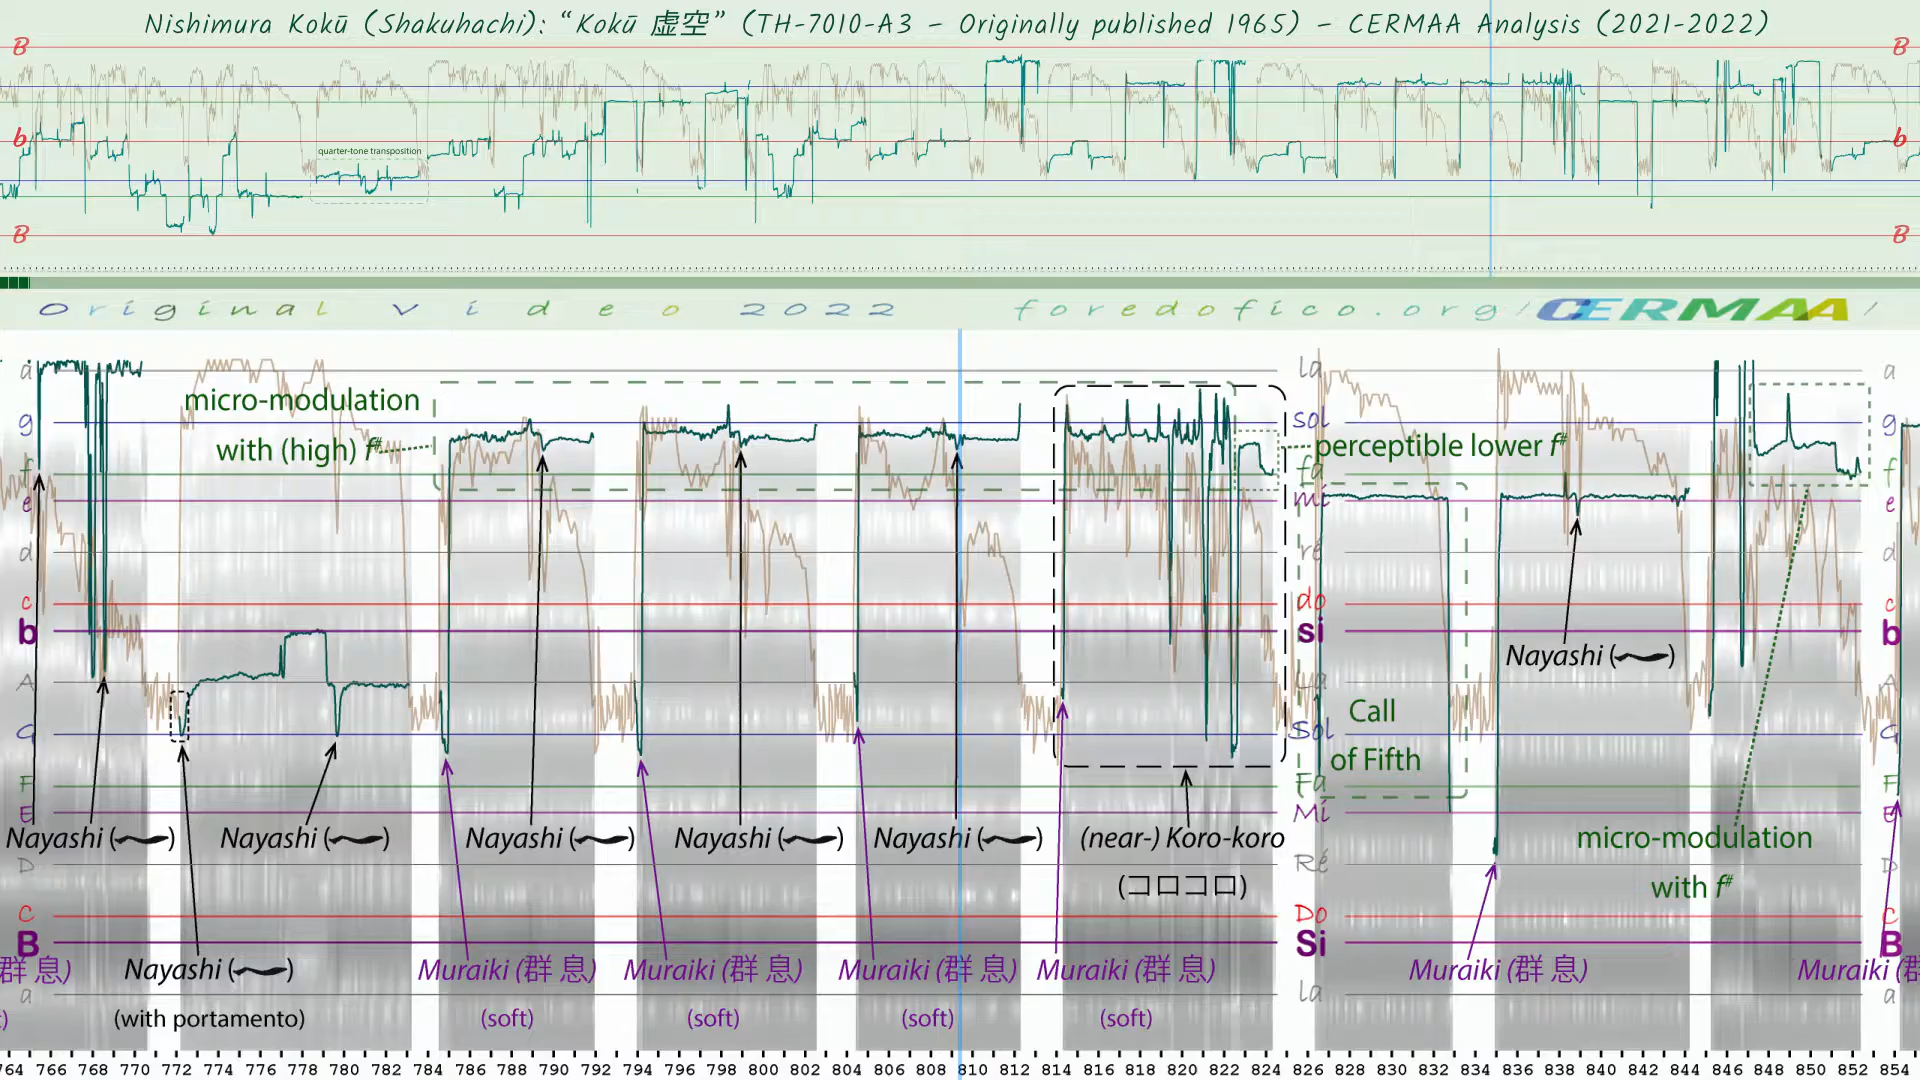 Nishimura Kokū (Shakuhachi): “Kokū 虚空” (TH-7010-A3 – Originally published 1965) – CERMAA Analysis (2021-2022)
B B
b b
quarter-tone transposition
B B
Original Video 2022 foredofico.org/CERMAA/
a la a
micro-modulation
g sol g
with (high) f# perceptible lower f#
f fa f
e mi e
d ré d
c do c
b si b
Nayashi ( )
A La A
Call
G Sol G
of Fifth
F Fa F
E Mi E
Nayashi ( ) Nayashi ( ) Nayashi ( ) Nayashi ( ) Nayashi ( ) (near-) Koro-koro micro-modulation
D Ré D
(コロコロ) with f#
C Do C
B Si B
群 息) Nayashi ( ) Muraiki (群 息) Muraiki (群 息) Muraiki (群 息) Muraiki (群 息) Muraiki (群 息) Muraiki (群
a la a
(with portamento) (soft) (soft) (soft) (soft)
764 766 768 770 772 774 776 778 780 782 784 786 788 790 792 794 796 798 800 802 804 806 808 810 812 814 816 818 820 822 824 826 828 830 832 834 836 838 840 842 844 846 848 850 852 854